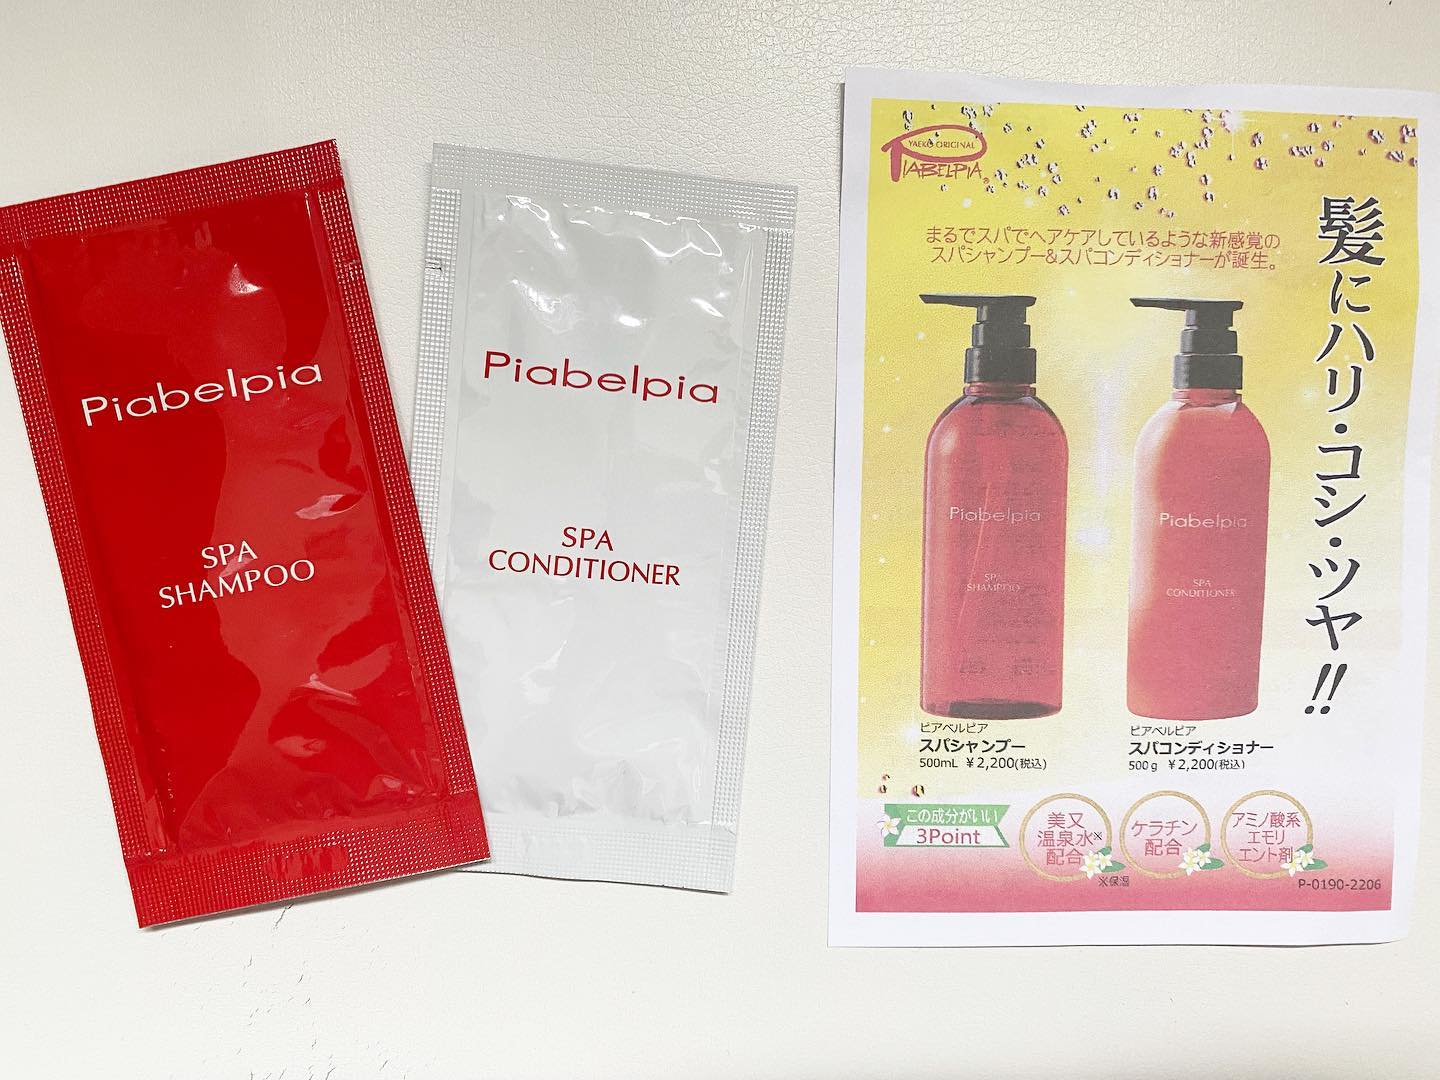 Piabelpia
SPA
SHAMPOO
Piabelpia
SPA
CONDITIONER
YAEKO ORIGINAL
PIABELPIA®
まるでスパでヘアケアしているような新感覚の
スパシャンプー&スパコンディショナーが誕生。
髪にハリ・コシ・ツヤ!!
Piabelpia
SPA
SHAMPOO
Piabelpia
SPA
CONDITIONER
ピアベルピア
スパシャンプー
500mL ¥2,200(税込)
ピアベルピア
スパコンディショナー
500g ¥2,200(税込)
この成分がいい
3Point
美又
温泉水※
配合
※保湿
ケラチン
配合
アミノ酸系
エモリ
エント剤
P-0190-2206